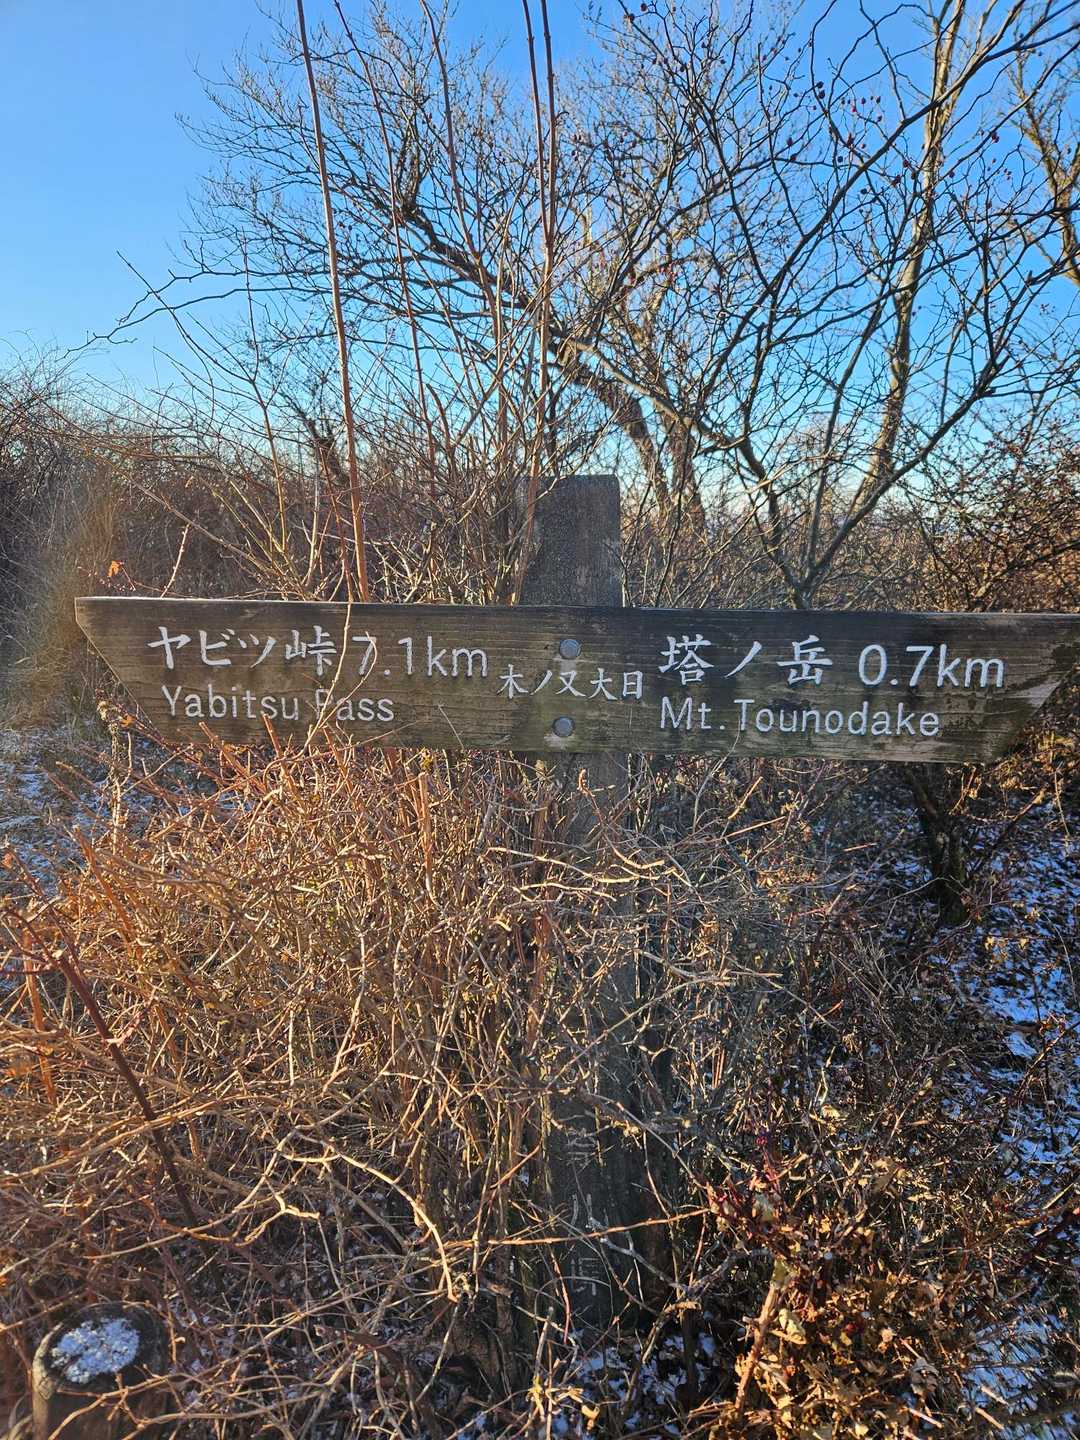 ヤビツ峠 7.1km
Yabitsu Pass
木ノ又大日
塔ノ岳 0.7km
Mt. Tounodake